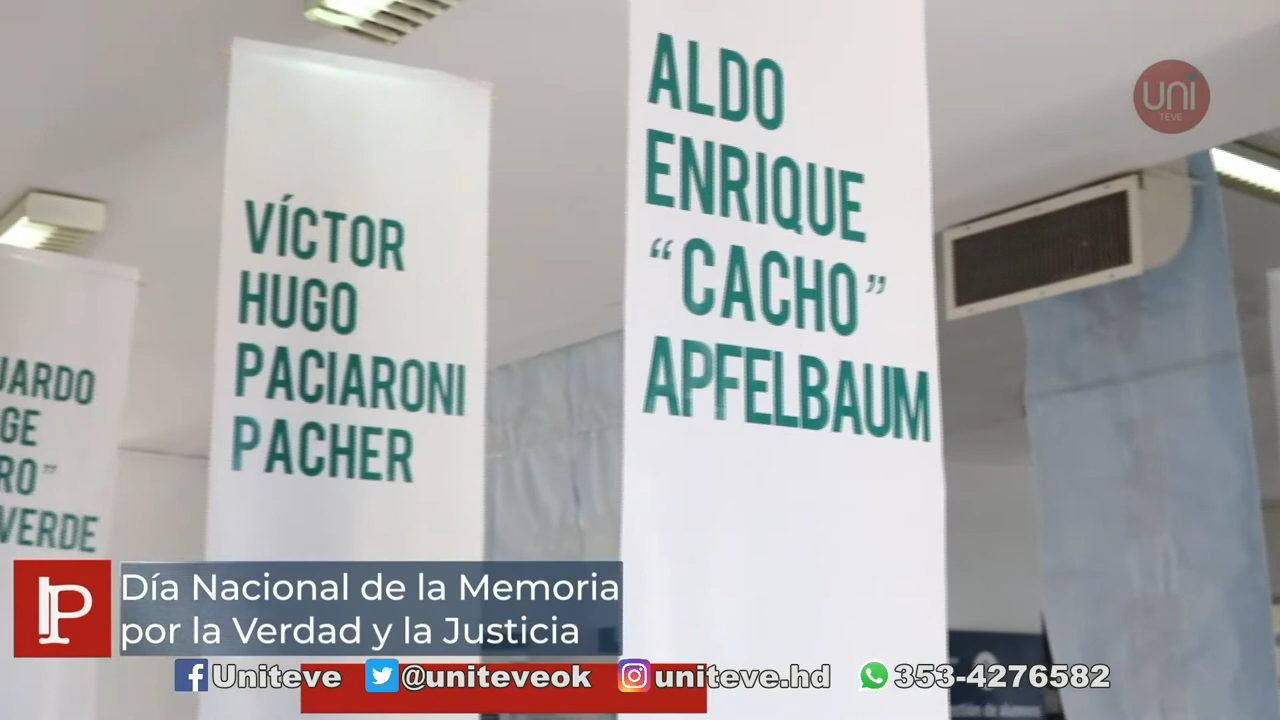 ALDO
ENRIQUE
“CACHO”
APFELBAUM
VÍCTOR
HUGO
PACIARONI
PACHER
VERDE
uni
TEVE
Día Nacional de la Memoria
por la Verdad y la Justicia
Uniteve @uniteveok uniteve.hd 353-4276582